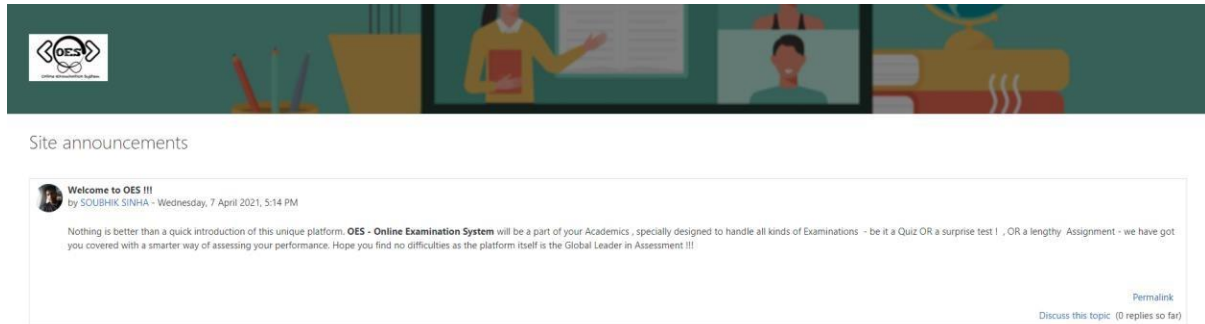 OES
Online Examination System
Site announcements
Welcome to OES !!!
by SOUBHIK SINHA - Wednesday, 7 April 2021, 5:14 PM
Nothing is better than a quick introduction of this unique platform. OES - Online Examination System will be a part of your Academics , specially designed to handle all kinds of Examinations - be it a Quiz OR a surprise test ! , OR a lengthy Assignment - we have got
you covered with a smarter way of assessing your performance. Hope you find no difficulties as the platform itself is the Global Leader in Assessment !!!
Permalink
Discuss this topic (0 replies so far)